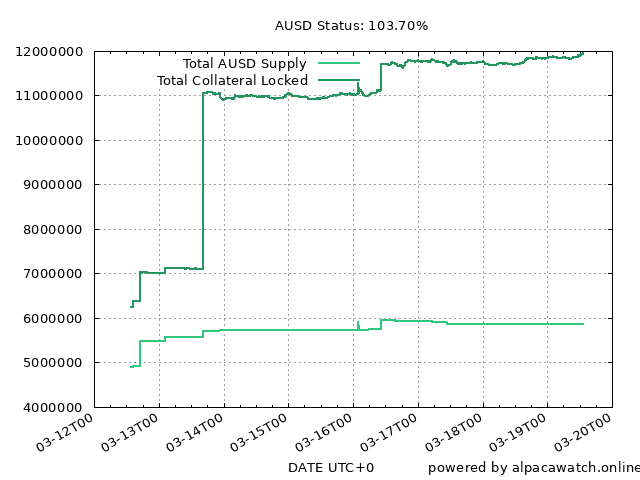 AUSD Status: 103.70%
Total AUSD Supply
Total Collateral Locked
12000000
11000000
10000000
9000000
8000000
7000000
6000000
5000000
4000000
03-12T00
03-13T00
03-14T00
03-15T00
03-16T00
03-17T00
03-18T00
03-19T00
03-20T00
DATE UTC+0
powered by alpacawatch.online